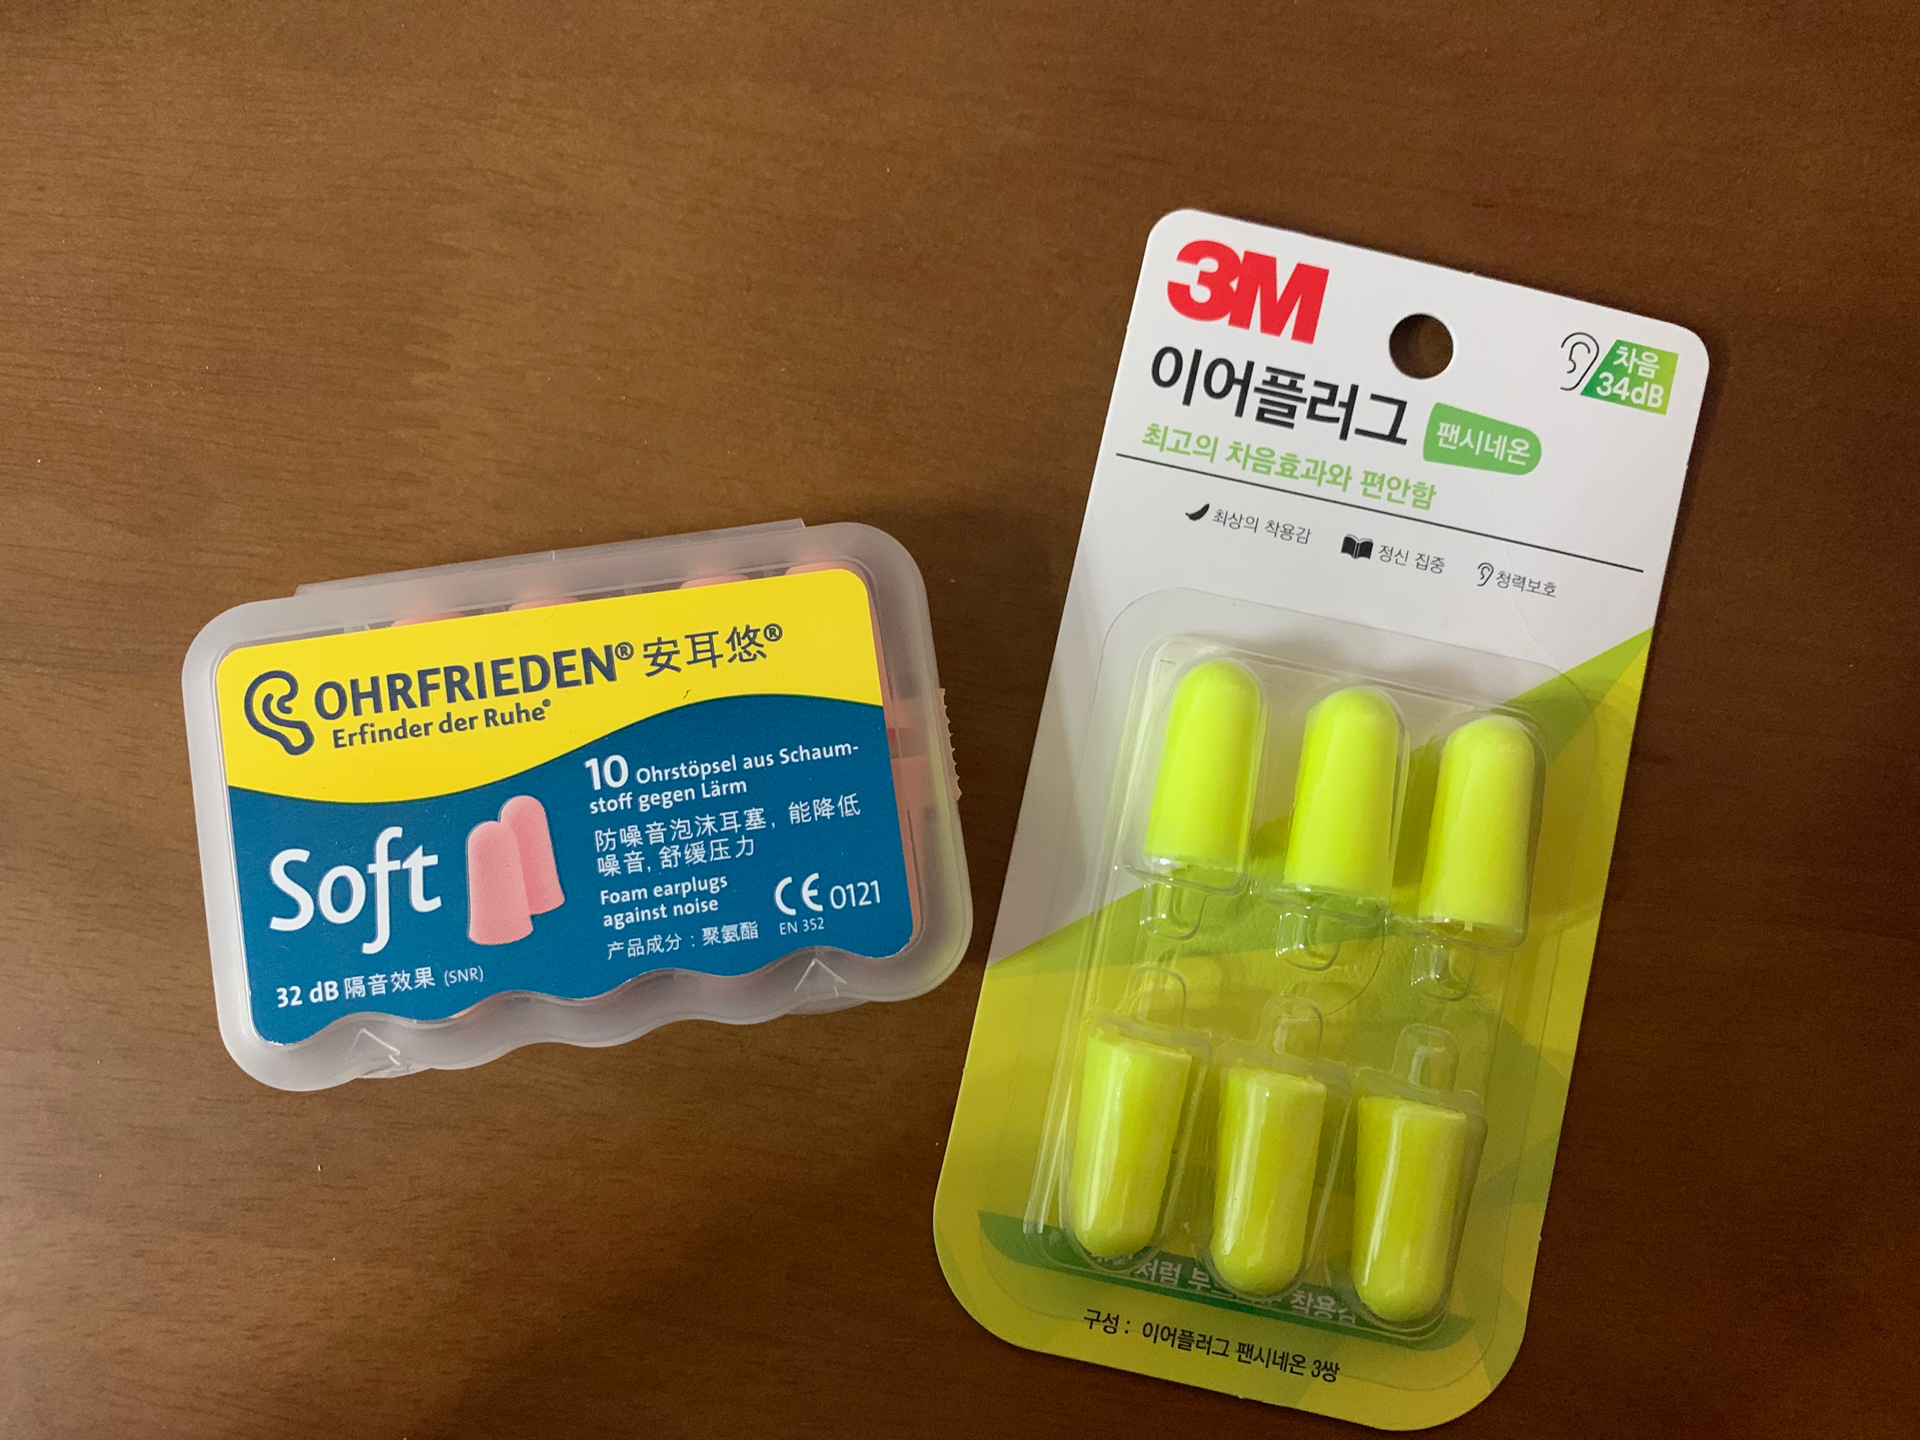 OHRFRIEDEN® 安耳悠®
Erfinder der Ruhe®
10 Ohrstöpsel aus Schaum-
stoff gegen Lärm
防噪音泡沫耳塞，能降低
噪音, 舒缓压力
Foam earplugs
against noise
产品成分：聚氨酯
CE 0121
EN 352
Soft
32 dB 隔音效果 (SNR)
3M
차음
34dB
이어플러그
팬시네온
최고의 차음효과와 편안함
최상의 착용감
정신 집중
청력보호
착용감
구성 : 이어플러그 팬시네온 3쌍